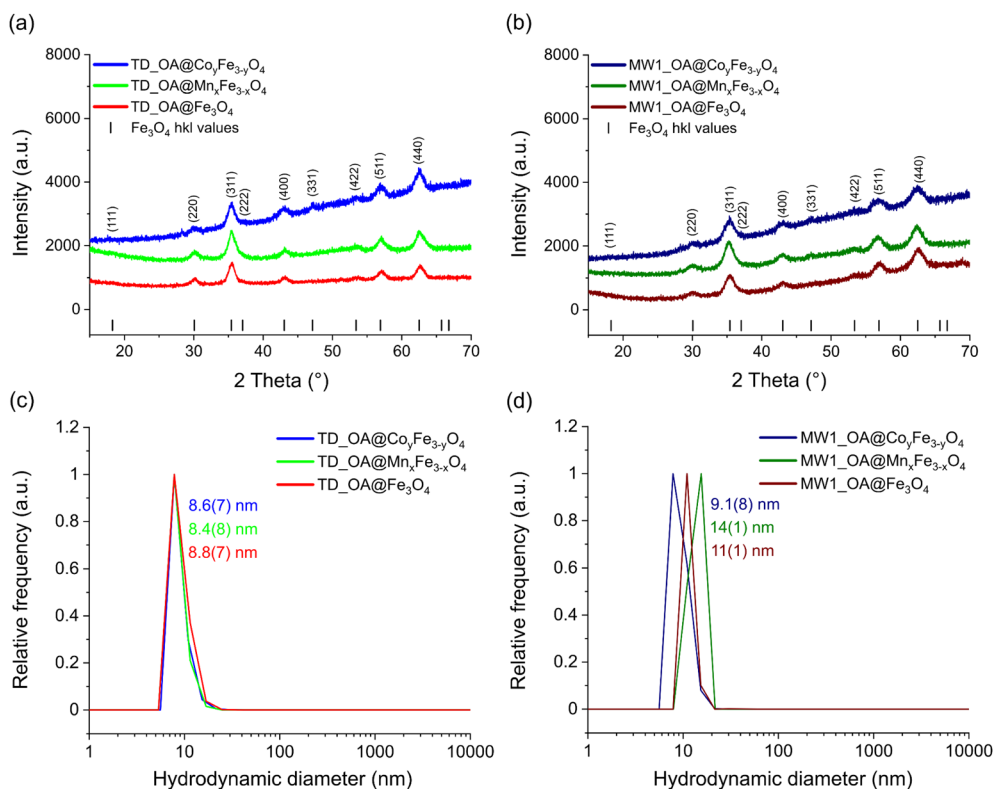 (a)
8000
6000
4000
2000
0
Intensity (a.u.)
TD_OA@CoyFe3-yO4
TD_OA@MnxFe3-xO4
TD_OA@Fe3O4
Fe3O4 hkl values
(111)
(220)
(311)
(222)
(400)
(331)
(422)
(511)
(440)
20 30 40 50 60 70
2 Theta (°)
(b)
8000
6000
4000
2000
0
Intensity (a.u.)
MW1_OA@CoyFe3-yO4
MW1_OA@MnxFe3-xO4
MW1_OA@Fe3O4
Fe3O4 hkl values
(111)
(220)
(311)
(222)
(400)
(331)
(422)
(511)
(440)
20 30 40 50 60 70
2 Theta (°)
(c)
1.2
1
0.8
0.6
0.4
0.2
0
Relative frequency (a.u.)
TD_OA@CoyFe3-yO4
TD_OA@MnxFe3-xO4
TD_OA@Fe3O4
8.6(7) nm
8.4(8) nm
8.8(7) nm
1 10 100 1000 10000
Hydrodynamic diameter (nm)
(d)
1.2
1
0.8
0.6
0.4
0.2
0
Relative frequency (a.u.)
MW1_OA@CoyFe3-yO4
MW1_OA@MnxFe3-xO4
MW1_OA@Fe3O4
9.1(8) nm
14(1) nm
11(1) nm
1 10 100 1000 10000
Hydrodynamic diameter (nm)